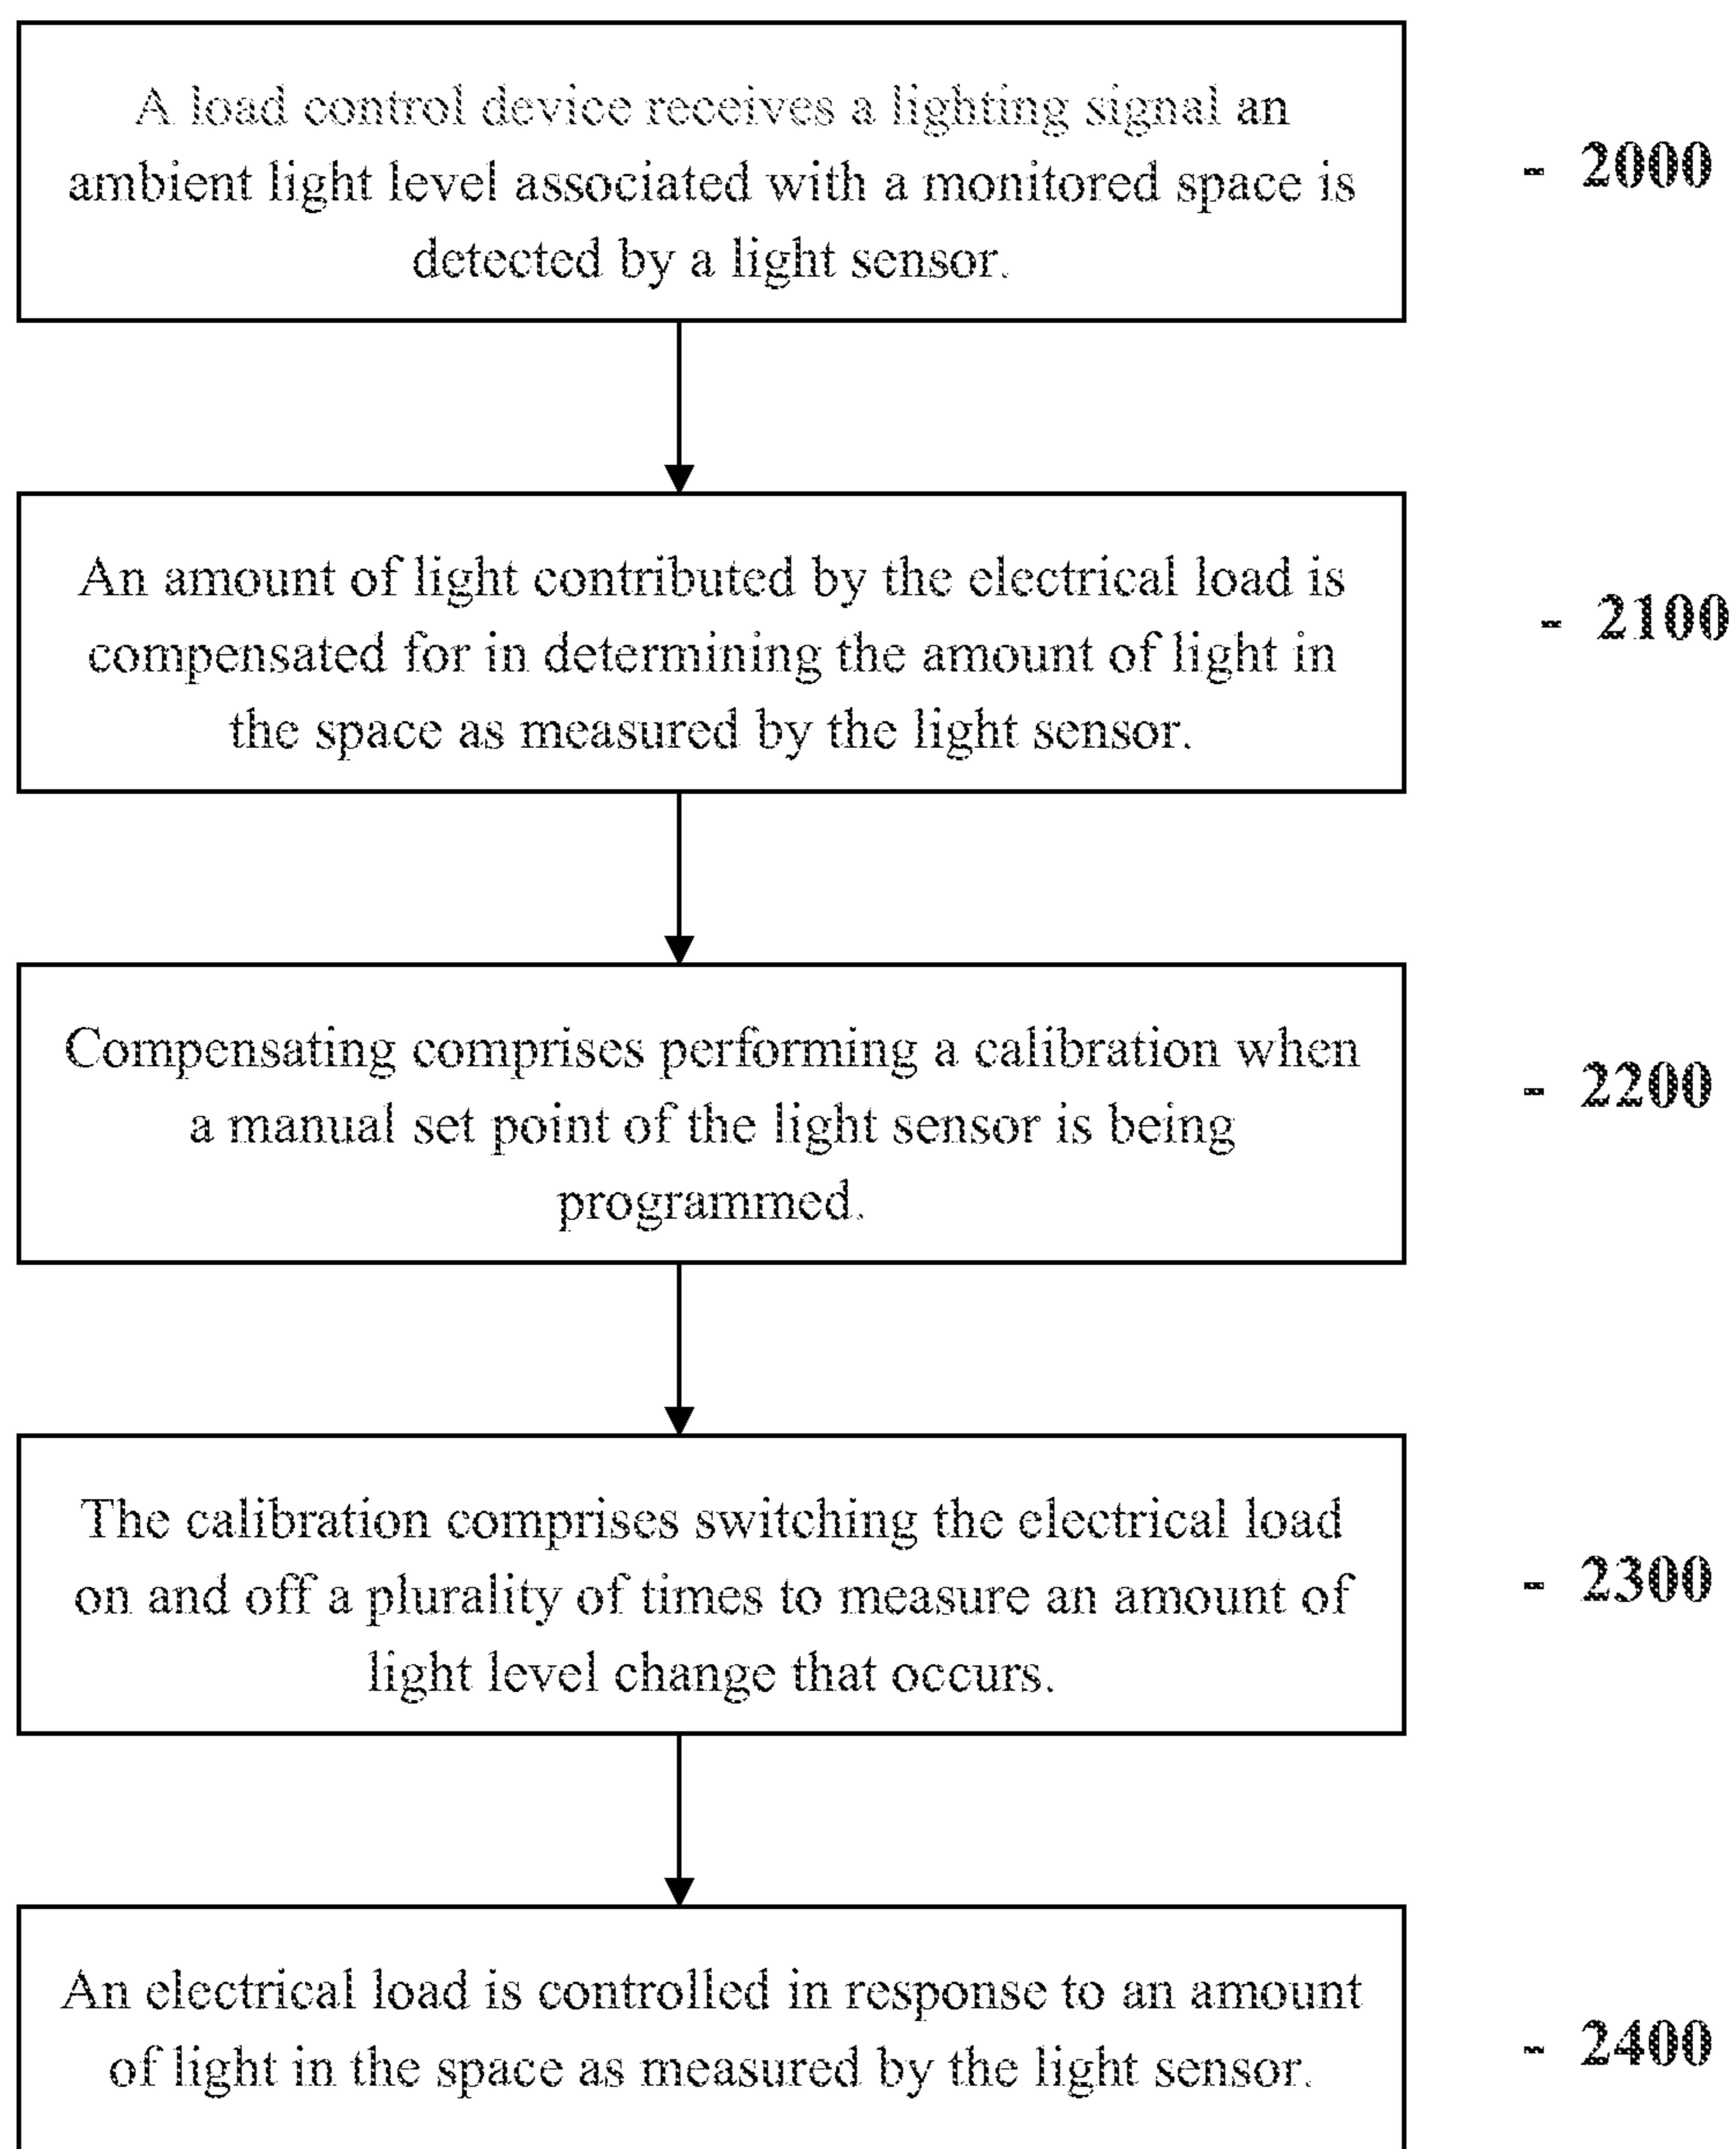 A load control device receives a lighting signal an
ambient light level associated with a monitored space is
detected by a light sensor.
- 2000
An amount of light contributed by the electrical load is
compensated for in determining the amount of light in
the space as measured by the light sensor.
- 2100
Compensating comprises performing a calibration when
a manual set point of the light sensor is being
programmed.
- 2200
The calibration comprises switching the electrical load
on and off a plurality of times to measure an amount of
light level change that occurs.
- 2300
An electrical load is controlled in response to an amount
of light in the space as measured by the light sensor.
- 2400